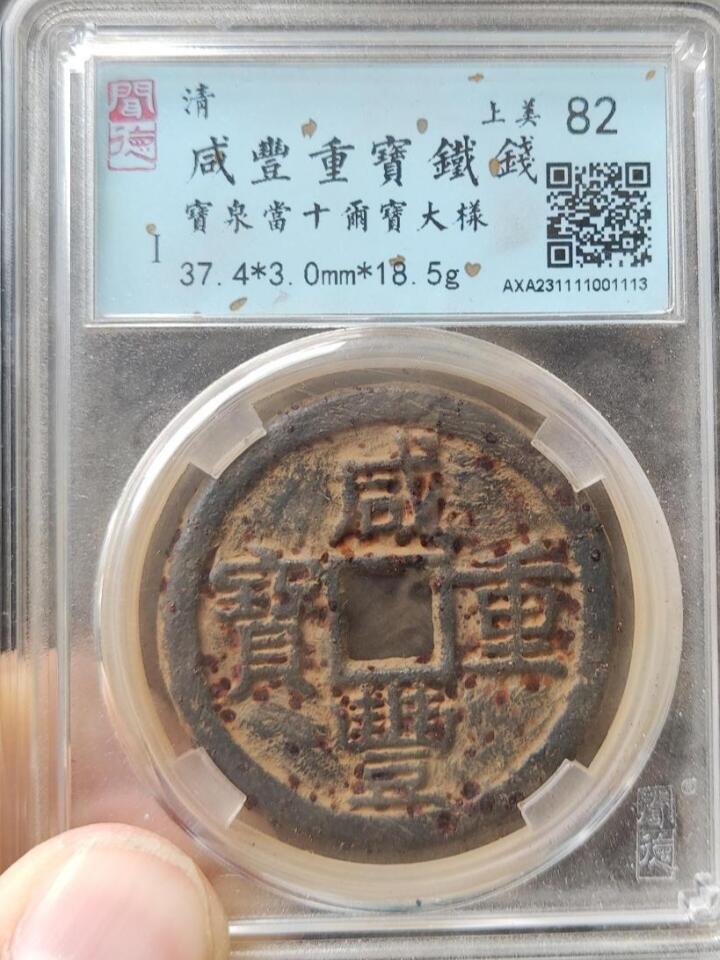 聞德
清
上美 82
咸豐重寶鐵錢
寶泉當十爾寶大樣
I
37.4*3.0mm*18.5g
AXA231111001113
咸
豐
重
寶
聞德